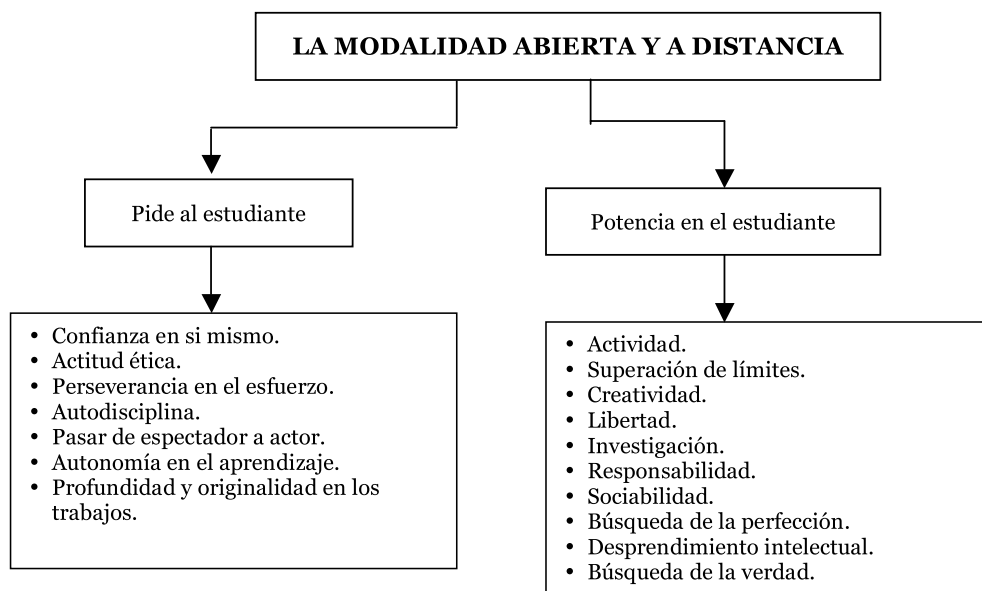 LA MODALIDAD ABIERTA Y A DISTANCIA
Pide al estudiante
• Confianza en si mismo.
• Actitud ética.
• Perseverancia en el esfuerzo.
• Autodisciplina.
• Pasar de espectador a actor.
• Autonomía en el aprendizaje.
• Profundidad y originalidad en los
trabajos.
Potencia en el estudiante
• Actividad.
• Superación de límites.
• Creatividad.
• Libertad.
• Investigación.
• Responsabilidad.
• Sociabilidad.
• Búsqueda de la perfección.
• Desprendimiento intelectual.
• Búsqueda de la verdad.